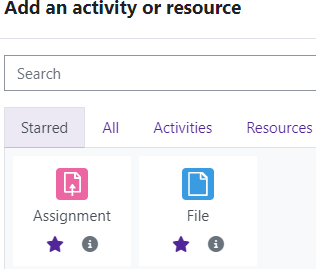 Add an activity or resource
Search
Starred All Activities Resources
Assignment File